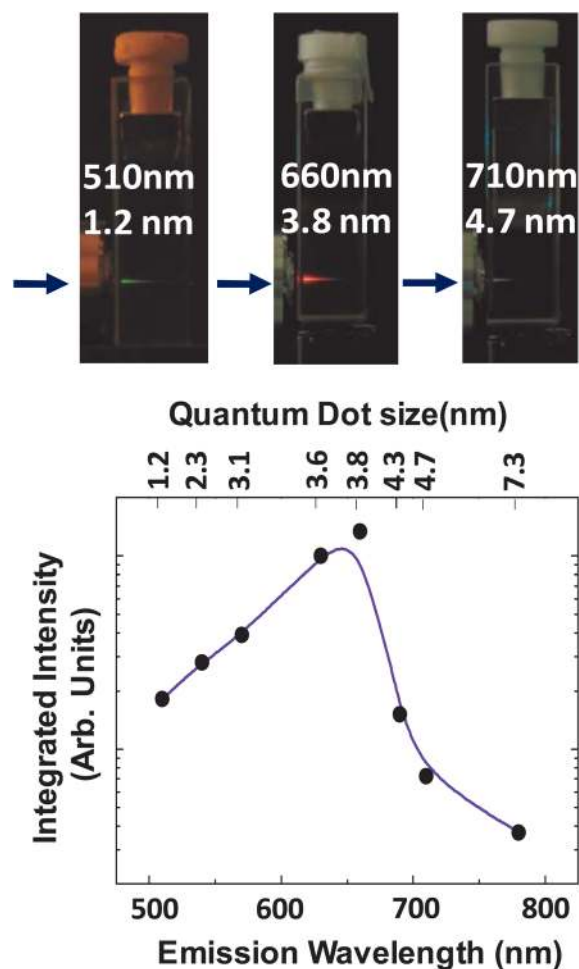 510nm
1.2 nm
660nm
3.8 nm
710nm
4.7 nm
Quantum Dot size(nm)
1.2 2.3 3.1 3.6 3.8 4.3 4.7 7.3
Integrated Intensity
(Arb. Units)
500 600 700 800
Emission Wavelength (nm)